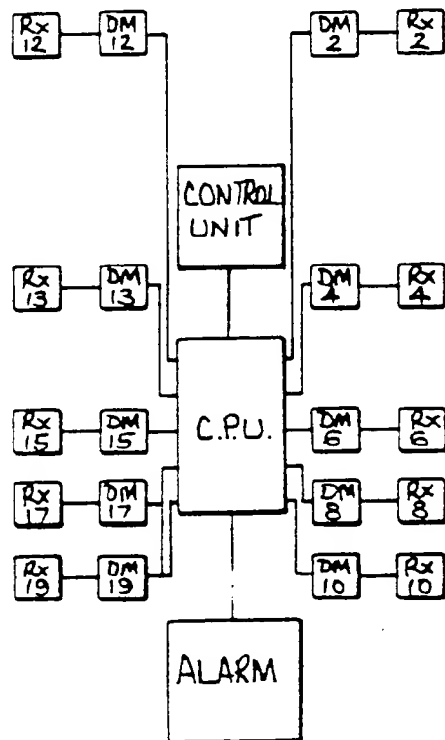 Rx
12
DM
12
DM
2
Rx
2
CONTROL
UNIT
Rx
13
DM
13
DM
4
Rx
4
C.P.U.
Rx
15
DM
15
DM
6
Rx
6
Rx
17
DM
17
DM
8
Rx
8
Rx
19
DM
19
DM
10
Rx
10
ALARM